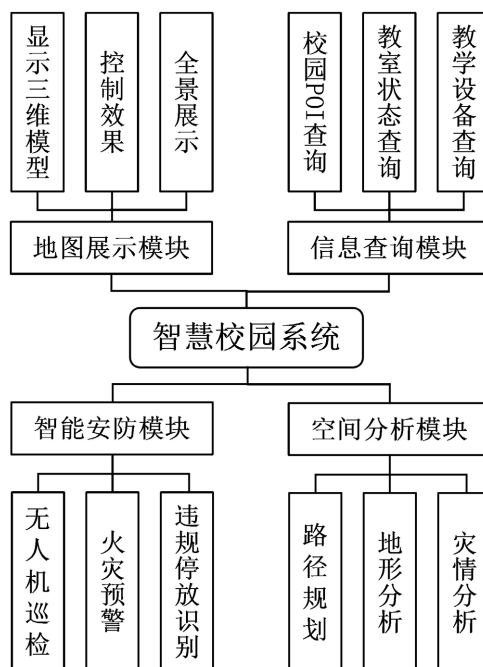 显示三维模型
控制效果
全景展示
校园POI查询
教室状态查询
教学设备查询
地图展示模块
信息查询模块
智慧校园系统
智能安防模块
空间分析模块
无人机巡检
火灾预警
违规停放识别
路径规划
地形分析
灾情分析